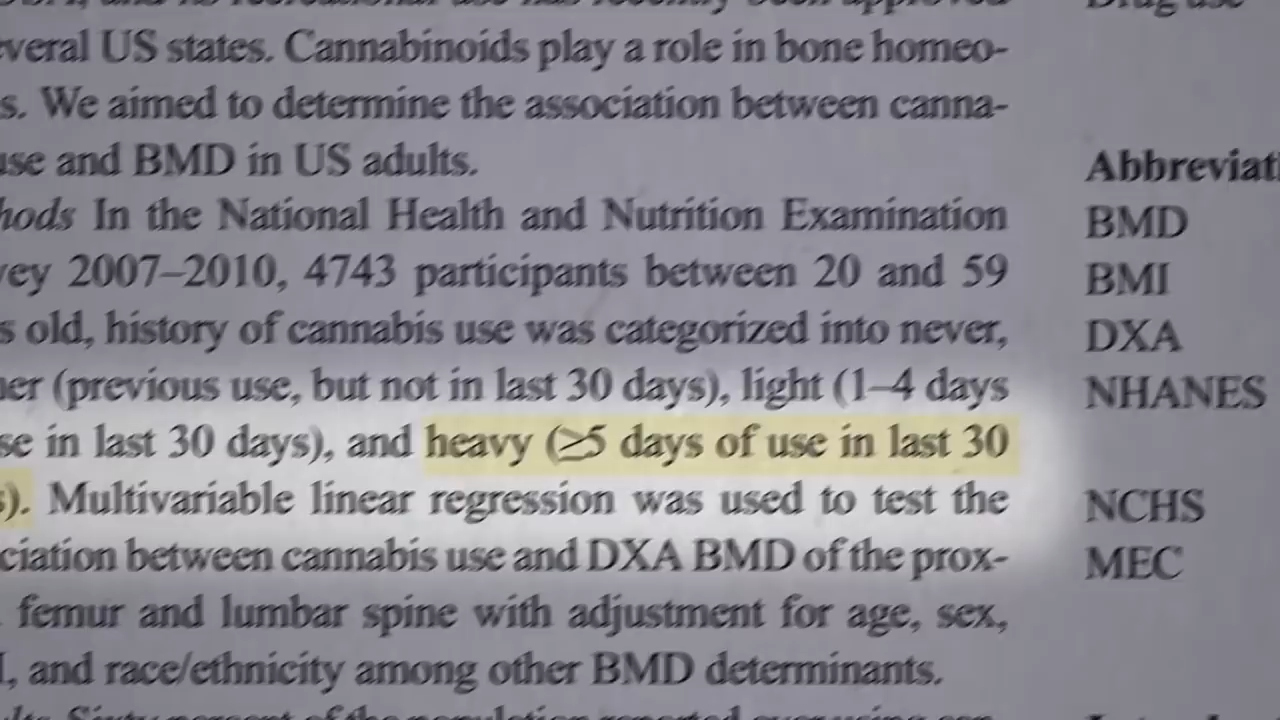 several US states. Cannabinoids play a role in bone homeo-
s. We aimed to determine the association between canna-
use and BMD in US adults.
hods In the National Health and Nutrition Examination
vey 2007–2010, 4743 participants between 20 and 59
s old, history of cannabis use was categorized into never,
ner (previous use, but not in last 30 days), light (1–4 days
se in last 30 days), and heavy (≥5 days of use in last 30
s). Multivariable linear regression was used to test the
ciation between cannabis use and DXA BMD of the prox-
femur and lumbar spine with adjustment for age, sex,
I, and race/ethnicity among other BMD determinants.
Drug use
Abbreviati
BMD
BMI
DXA
NHANES
NCHS
MEC